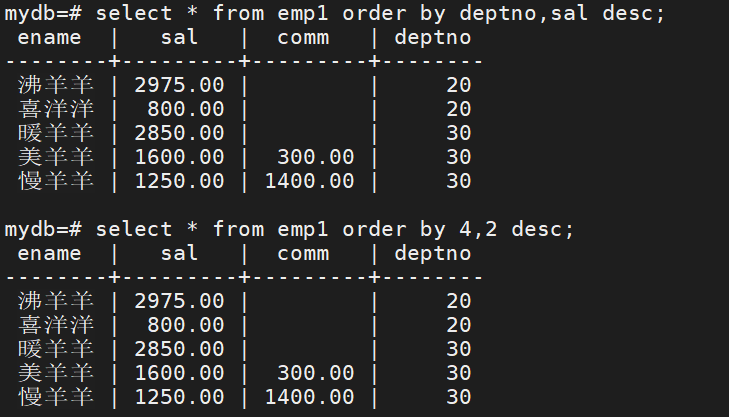 mydb=# select * from emp1 order by deptno,sal desc;
 ename  |   sal   |  comm   | deptno
--------+---------+---------+--------
 沸羊羊 | 2975.00 |         |     20
 喜洋洋 |  800.00 |         |     20
 暖羊羊 | 2850.00 |         |     30
 美羊羊 | 1600.00 |  300.00 |     30
 慢羊羊 | 1250.00 | 1400.00 |     30
mydb=# select * from emp1 order by 4,2 desc;
 ename  |   sal   |  comm   | deptno
--------+---------+---------+--------
 沸羊羊 | 2975.00 |         |     20
 喜洋洋 |  800.00 |         |     20
 暖羊羊 | 2850.00 |         |     30
 美羊羊 | 1600.00 |  300.00 |     30
 慢羊羊 | 1250.00 | 1400.00 |     30